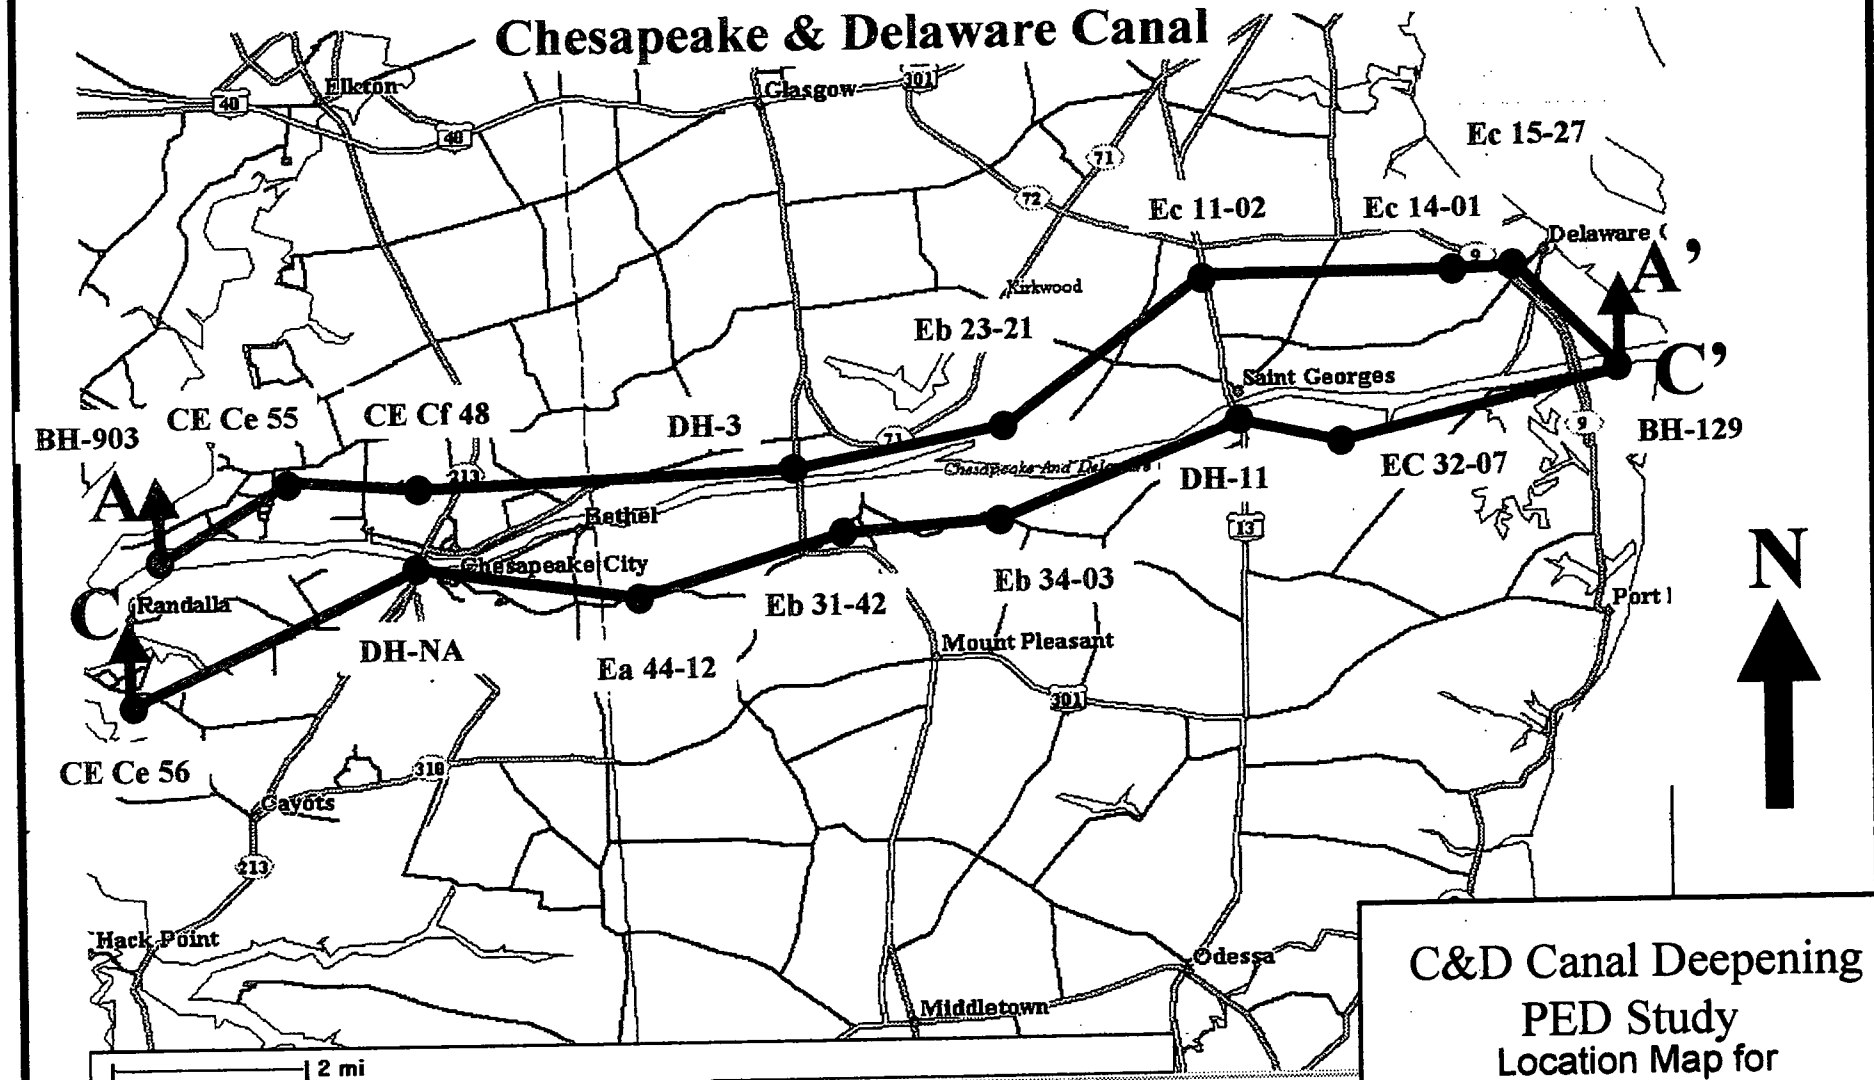 Chesapeake & Delaware Canal
Elkton
Glasgow
301
40
40
Ec 15-27
71
72
Ec 11-02
Ec 14-01
Delaware
9
A'
Kirkwood
Eb 23-21
Saint Georges
C'
CE Ce 55
CE Cf 48
DH-3
BH-903
71
9
BH-129
Chesapeake And Delaware
EC 32-07
DH-11
213
A
Bethel
13
N
Chesapeake City
Eb 34-03
C
Randalla
Eb 31-42
Port
DH-NA
Mount Pleasant
Ea 44-12
301
CE Ce 56
310
Cayots
213
Hack Point
Odessa
C&D Canal Deepening
Middletown
PED Study
Location Map for
2 mi